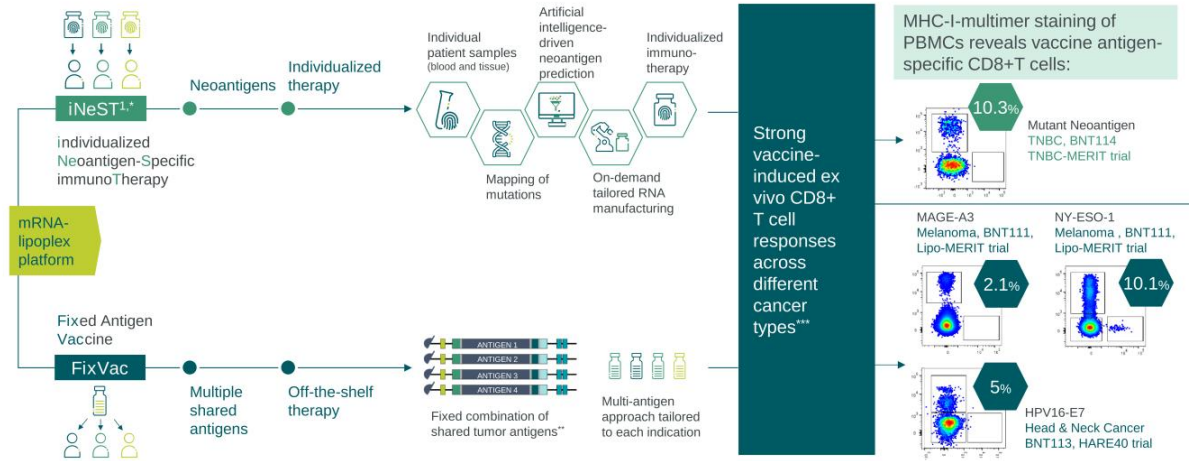 mRNA-
lipoplex
platform
iNeST1,*
individualized
Neoantigen-Specific
immunoTherapy
Neoantigens
Individualized
therapy
Individual
patient samples
(blood and tissue)
Mapping of
mutations
Artificial
intelligence-
driven
neoantigen
prediction
On-demand
tailored RNA
manufacturing
Individualized
immuno-
therapy
Fixed Antigen
Vaccine
FixVac
Multiple
shared
antigens
Off-the-shelf
therapy
ANTIGEN 1
ANTIGEN 2
ANTIGEN 3
ANTIGEN 4
Fixed combination of
shared tumor antigens**
Multi-antigen
approach tailored
to each indication
Strong
vaccine-
induced ex
vivo CD8+
T cell
responses
across
different
cancer
types***
MHC-I-multimer staining of
PBMCs reveals vaccine antigen-
specific CD8+T cells:
10.3%
Mutant Neoantigen
TNBC, BNT114
TNBC-MERIT trial
MAGE-A3
Melanoma, BNT111,
Lipo-MERIT trial
2.1%
NY-ESO-1
Melanoma , BNT111,
Lipo-MERIT trial
10.1%
5%
HPV16-E7
Head & Neck Cancer
BNT113, HARE40 trial